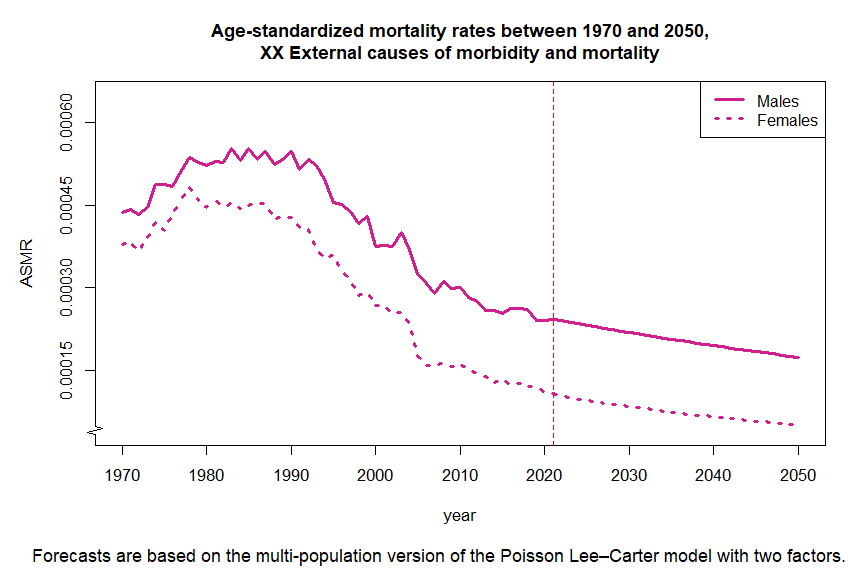 Age-standardized mortality rates between 1970 and 2050,
XX External causes of morbidity and mortality
Males
Females
ASMR
0.00060
0.00045
0.00030
0.00015
1970 1980 1990 2000 2010 2020 2030 2040 2050
year
Forecasts are based on the multi-population version of the Poisson Lee–Carter model with two factors.